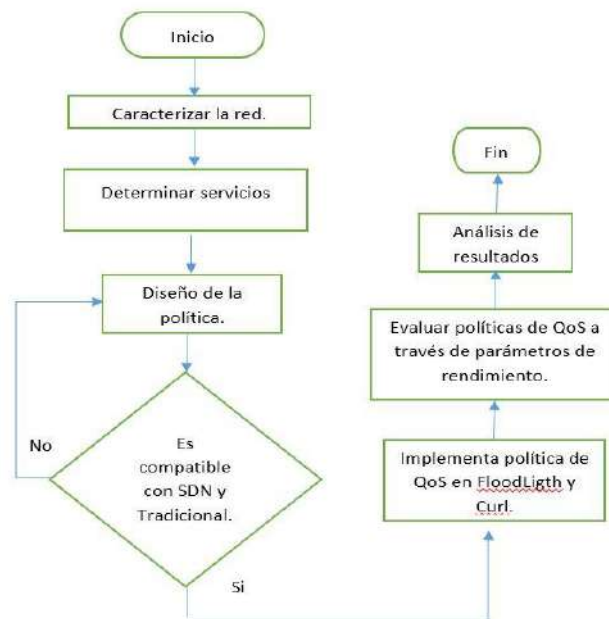 Inicio
Caracterizar la red.
Determinar servicios
Diseño de la
política.
Es
compatible
con SDN y
Tradicional.
No
Si
Implementa política de
QoS en FloodLigth y
Curl.
Evaluar políticas de QoS a
través de parámetros de
rendimiento.
Análisis de
resultados
Fin